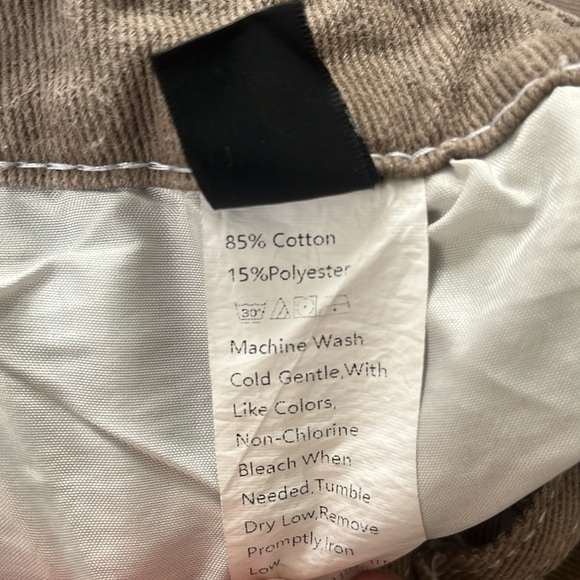 85% Cotton
15%Polyester
30°
Machine Wash
Cold Gentle,With
Like Colors,
Non-Chlorine
Bleach When
Needed,Tumble
Dry Low,Remove
Promptly,Iron
Low